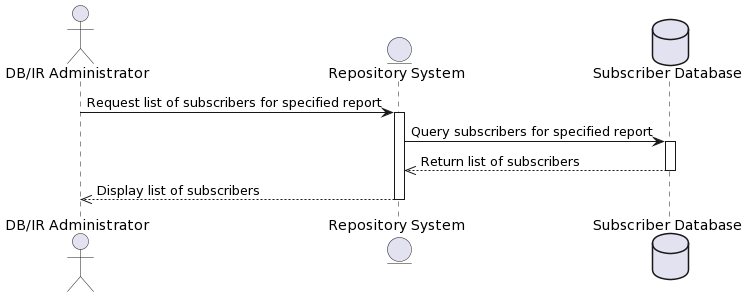 DB/IR Administrator
Repository System
Subscriber Database
Request list of subscribers for specified report
Query subscribers for specified report
Return list of subscribers
Display list of subscribers
DB/IR Administrator
Repository System
Subscriber Database